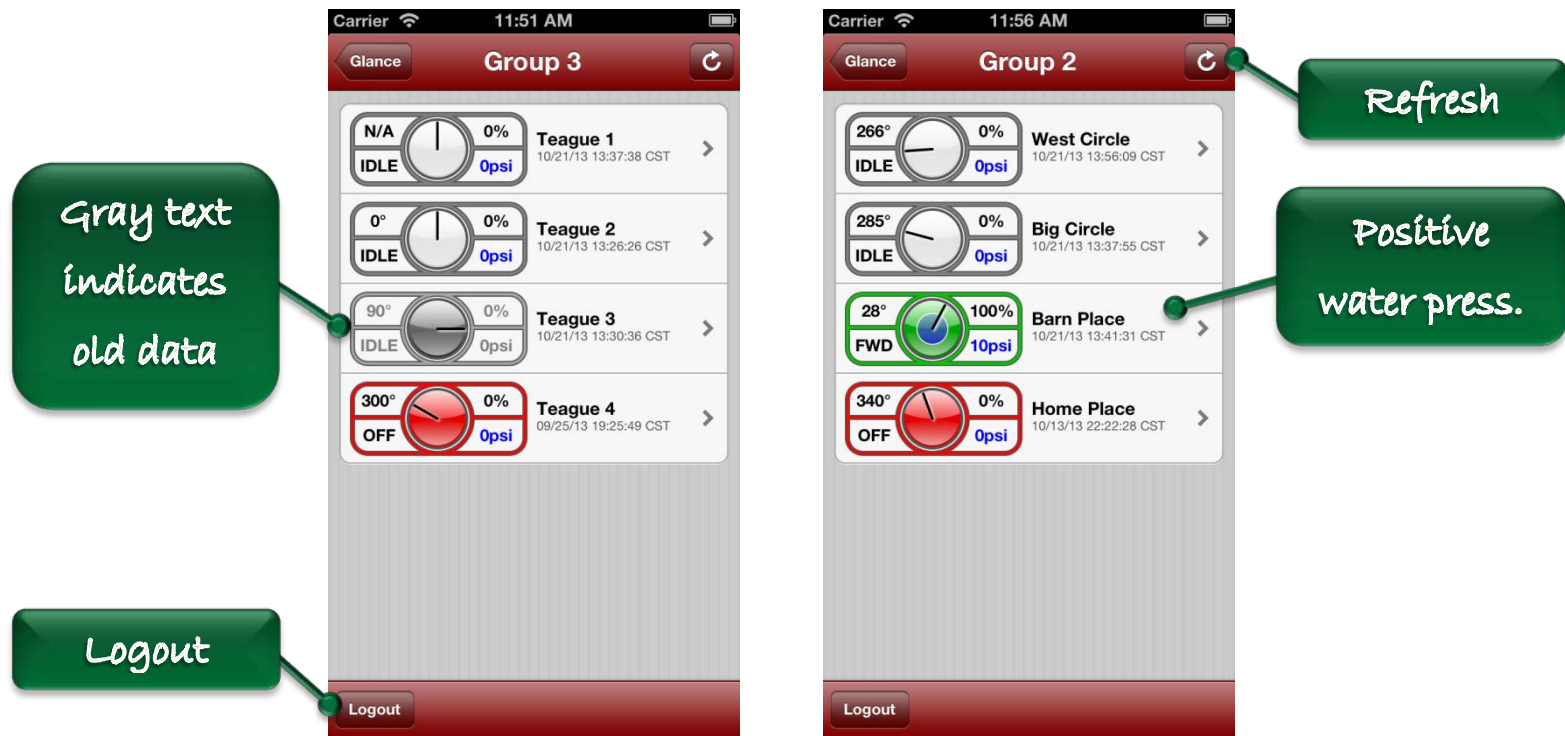 Carrier 11:51 AM
Glance Group 3
N/A 0%
IDLE 0psi
Teague 1
10/21/13 13:37:38 CST
0° 0%
IDLE 0psi
Teague 2
10/21/13 13:26:26 CST
90° 0%
IDLE 0psi
Teague 3
10/21/13 13:30:36 CST
300° 0%
OFF 0psi
Teague 4
09/25/13 19:25:49 CST
Logout
Gray text
indicates
old data
Logout
Carrier 11:56 AM
Glance Group 2
266° 0%
IDLE 0psi
West Circle
10/21/13 13:56:09 CST
285° 0%
IDLE 0psi
Big Circle
10/21/13 13:37:55 CST
28° 100%
FWD 10psi
Barn Place
10/21/13 13:41:31 CST
340° 0%
OFF 0psi
Home Place
10/13/13 22:22:28 CST
Logout
Refresh
Positive
water press.